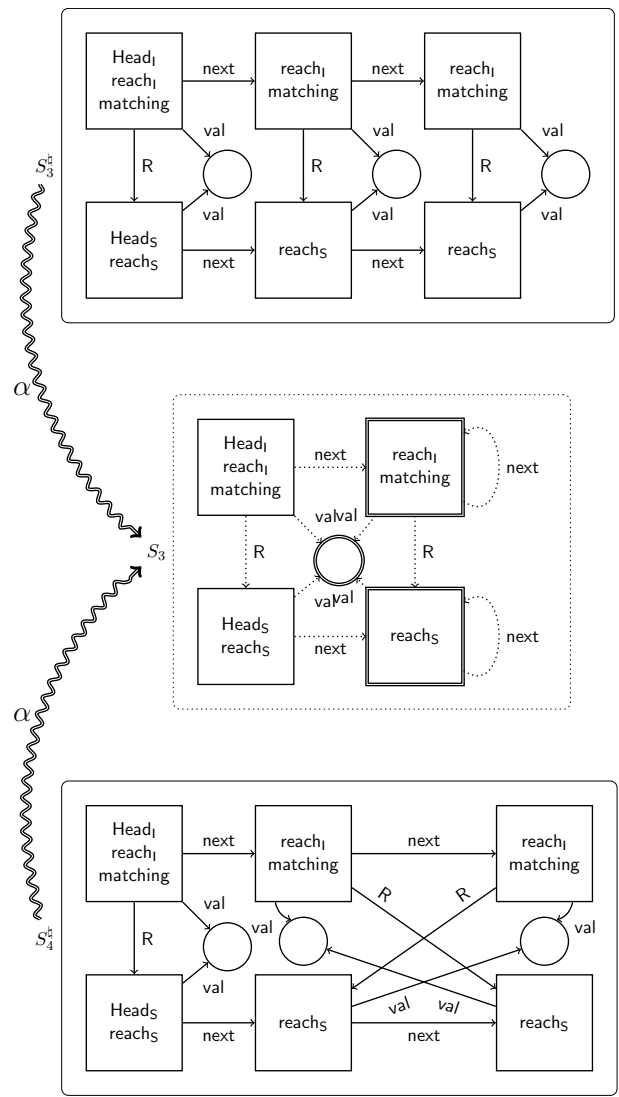 Head_I
reach_I
matching
next
reach_I
matching
next
reach_I
matching
val
val
val
S_3^♮
R
R
R
val
val
val
Head_S
reach_S
next
reach_S
next
reach_S
α
Head_I
reach_I
matching
next
reach_I
matching
next
valval
S_3
R
R
valval
Head_S
reach_S
next
reach_S
next
α
Head_I
reach_I
matching
next
reach_I
matching
next
reach_I
matching
R
R
val
val
val
S_4^♮
R
val
Head_S
reach_S
next
reach_S
val
val
next
reach_S